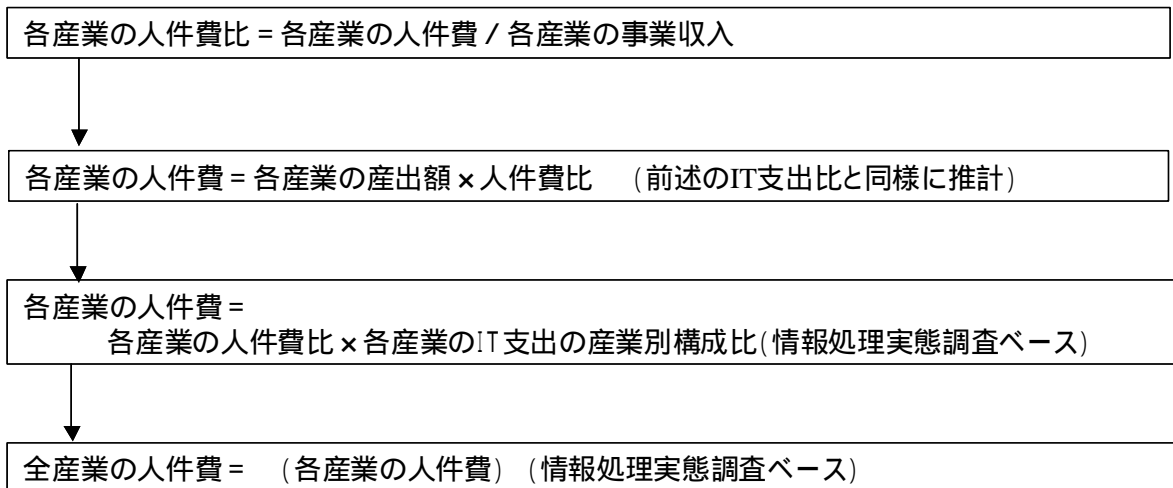 各産業の人件費比 = 各産業の人件費 / 各産業の事業収入
各産業の人件費 = 各産業の産出額 × 人件費比 (前述のIT支出比と同様に推計)
各産業の人件費 =
各産業の人件費比 × 各産業のIT支出の産業別構成比(情報処理実態調査ベース)
全産業の人件費 = (各産業の人件費) (情報処理実態調査ベース)